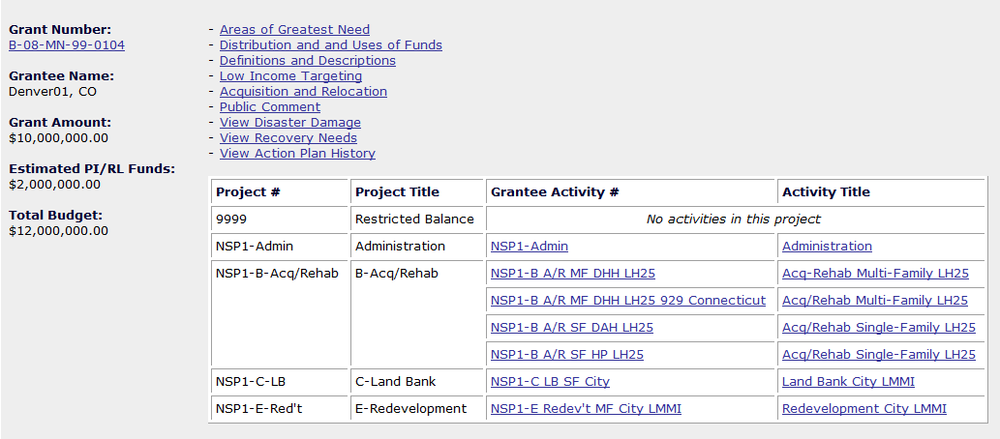 Grant Number:
B-08-MN-99-0104
Grantee Name:
Denver01, CO
Grant Amount:
$10,000,000.00
Estimated PI/RL Funds:
$2,000,000.00
Total Budget:
$12,000,000.00
- Areas of Greatest Need
- Distribution and and Uses of Funds
- Definitions and Descriptions
- Low Income Targeting
- Acquisition and Relocation
- Public Comment
- View Disaster Damage
- View Recovery Needs
- View Action Plan History
Project # Project Title Grantee Activity # Activity Title
9999 Restricted Balance No activities in this project
NSP1-Admin Administration NSP1-Admin Administration
NSP1-B-Acq/Rehab B-Acq/Rehab NSP1-B A/R MF DHH LH25 Acq-Rehab Multi-Family LH25
NSP1-B A/R MF DHH LH25 929 Connecticut Acq/Rehab Multi-Family LH25
NSP1-B A/R SF DAH LH25 Acq/Rehab Single-Family LH25
NSP1-B A/R SF HP LH25 Acq/Rehab Single-Family LH25
NSP1-C-LB C-Land Bank NSP1-C LB SF City Land Bank City LMMI
NSP1-E-Red't E-Redevelopment NSP1-E Redev't MF City LMMI Redevelopment City LMMI